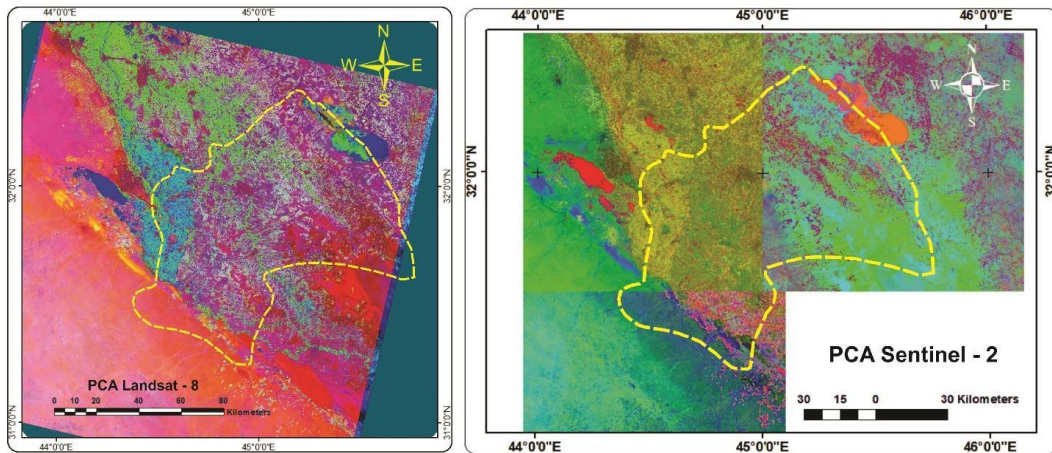 44°0'0"E 45°0'0"E
N
W E
S
32°0'0"N
32°0'0"N
PCA Landsat - 8
0 10 20 40 60 80
Kilometers
31°0'0"N
31°0'0"N
44°0'0"E 45°0'0"E
44°0'0"E 45°0'0"E 46°0'0"E
N
W E
S
32°0'0"N
32°0'0"N
PCA Sentinel - 2
30 15 0 30 Kilometers
44°0'0"E 45°0'0"E 46°0'0"E